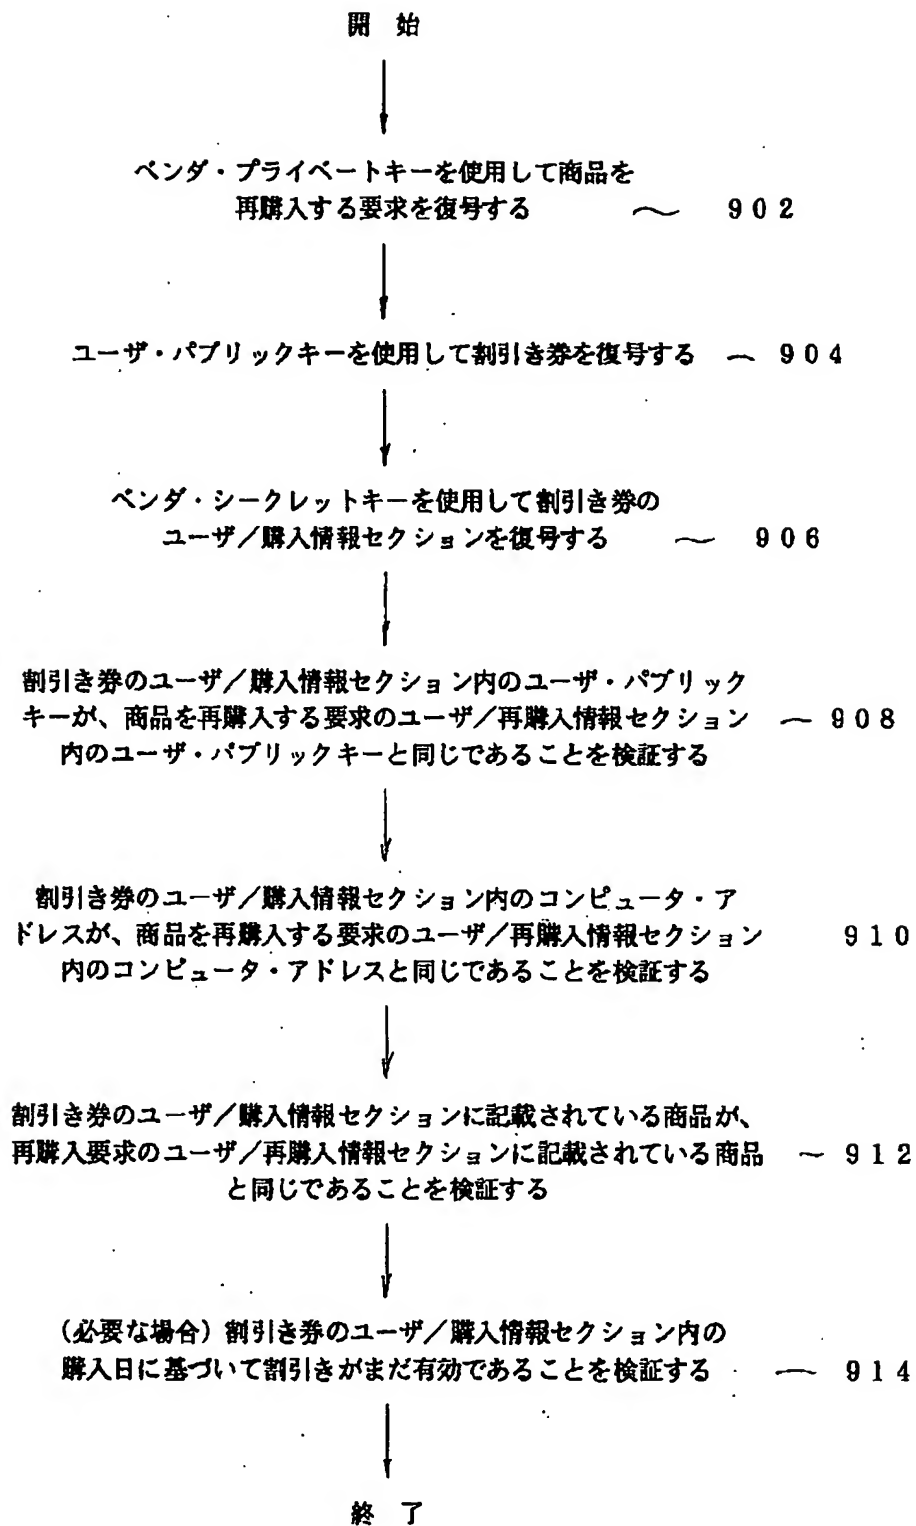 開 始
ベンダ・プライベートキーを使用して商品を
再購入する要求を復号する ～ 902
ユーザ・パブリックキーを使用して割引き券を復号する ～ 904
ベンダ・シークレットキーを使用して割引き券の
ユーザ／購入情報セクションを復号する ～ 906
割引き券のユーザ／購入情報セクション内のユーザ・パブリック
キーが、商品を再購入する要求のユーザ／再購入情報セクション ～ 908
内のユーザ・パブリックキーと同じであることを検証する
割引き券のユーザ／購入情報セクション内のコンピュータ・ア
ドレスが、商品を再購入する要求のユーザ／再購入情報セクション 910
内のコンピュータ・アドレスと同じであることを検証する
割引き券のユーザ／購入情報セクションに記載されている商品が、
再購入要求のユーザ／再購入情報セクションに記載されている商品 ～ 912
と同じであることを検証する
（必要な場合）割引き券のユーザ／購入情報セクション内の
購入日に基づいて割引きがまだ有効であることを検証する ～ 914
終 了